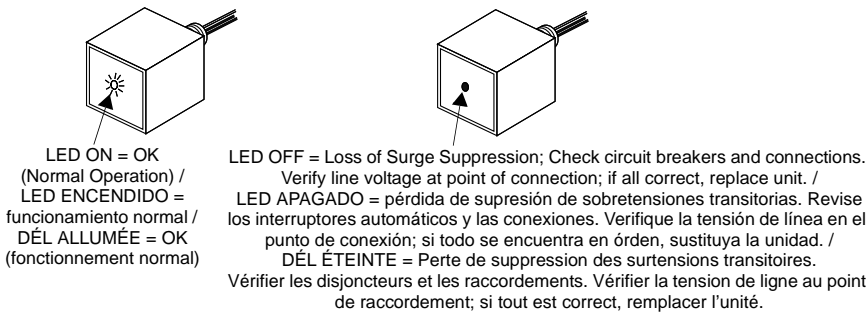 LED ON = OK
(Normal Operation) /
LED ENCENDIDO =
funcionamiento normal /
DÉL ALLUMÉE = OK
(fonctionnement normal)
LED OFF = Loss of Surge Suppression; Check circuit breakers and connections.
Verify line voltage at point of connection; if all correct, replace unit. /
LED APAGADO = pérdida de supresión de sobretensiones transitorias. Revise
los interruptores automáticos y las conexiones. Verifique la tensión de línea en el
punto de conexión; si todo se encuentra en órden, sustituya la unidad. /
DÉL ÉTEINTE = Perte de suppression des surtensions transitoires.
Vérifier les disjoncteurs et les raccordements. Vérifier la tension de ligne au point
de raccordement; si tout est correct, remplacer l’unité.